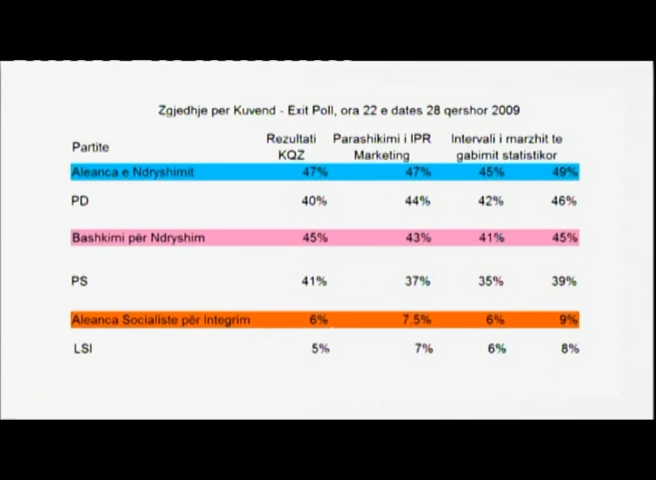 Zgjedhje per Kuvend - Exit Poll, ora 22 e dates 28 qershor 2009
Partite Rezultati KQZ Parashikimi i IPR Marketing Intervali i marzhit te gabimit statistikor
Aleanca e Ndryshimit 47% 47% 45% 49%
PD 40% 44% 42% 46%
Bashkimi për Ndryshim 45% 43% 41% 45%
PS 41% 37% 35% 39%
Aleanca Socialiste për Integrim 6% 7.5% 6% 9%
LSI 5% 7% 6% 8%